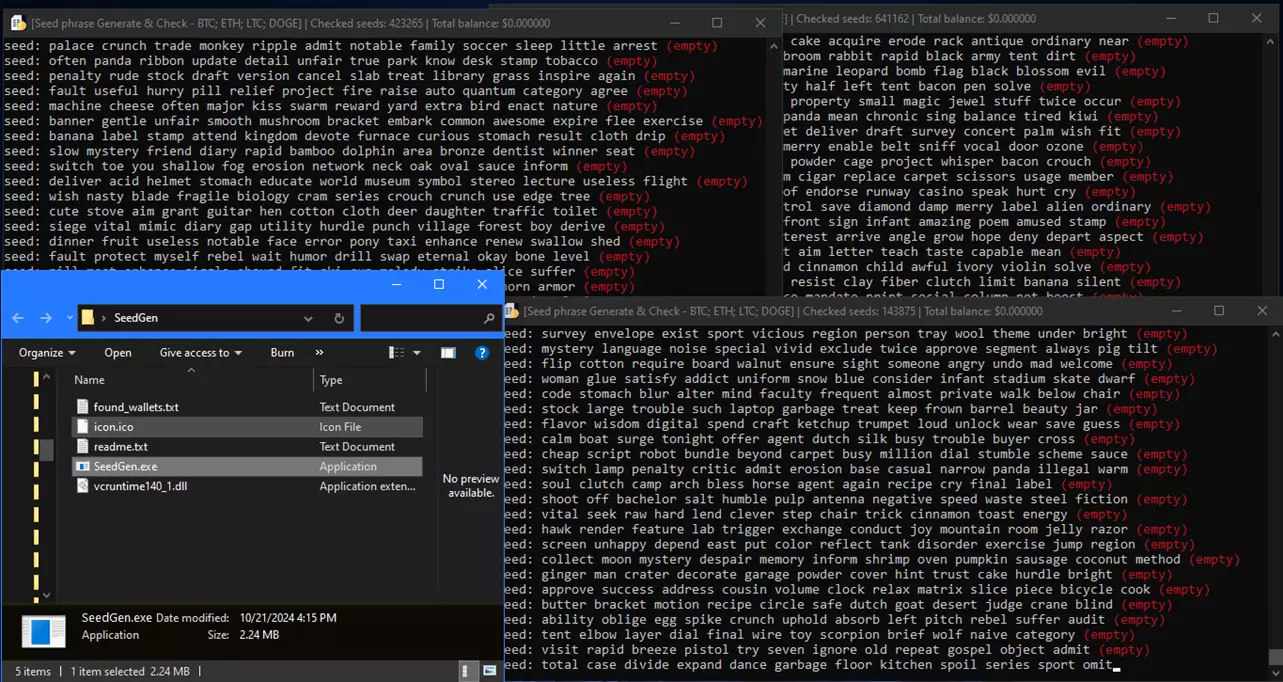 [Seed phrase Generate & Check - BTC; ETH; LTC; DOGE] | Checked seeds: 423265 | Total balance: $0.000000
seed: palace crunch trade monkey ripple admit notable family soccer sleep little arrest (empty)
seed: often panda ribbon update detail unfair true park know desk stamp tobacco (empty)
seed: penalty rude stock draft version cancel slab treat library grass inspire again (empty)
seed: fault useful hurry pill relief project fire raise auto quantum category agree (empty)
seed: machine cheese often major kiss swarm reward yard extra bird enact nature (empty)
seed: banner gentle unfair smooth mushroom bracket embark common awesome expire flee exercise (empty)
seed: banana label stamp attend kingdom devote furnace curious stomach result cloth drip (empty)
seed: slow mystery friend diary rapid bamboo dolphin area bronze dentist winner seat (empty)
seed: switch toe you shallow fog erosion network neck oak oval sauce inform (empty)
seed: deliver acid helmet stomach educate world museum symbol stereo lecture useless flight (empty)
seed: wish nasty blade fragile biology cram series crouch crunch use edge tree (empty)
seed: cute stove aim grant guitar hen cotton cloth deer daughter traffic toilet (empty)
seed: siege vital mimic diary gap utility hurdle punch village forest boy derive (empty)
seed: dinner fruit useless notable face error pony taxi enhance renew swallow shed (empty)
seed: fault protect myself rebel wait humor drill swap eternal okay bone level (empty)
slice suffer (empty)
horn armor (empty)
] | Checked seeds: 641162 | Total balance: $0.000000
cake acquire erode rack antique ordinary near (empty)
broom rabbit rapid black army tent dirt (empty)
marine leopard bomb flag black blossom evil (empty)
ty half left tent bacon pen solve (empty)
property small magic jewel stuff twice occur (empty)
panda mean chronic sing balance tired kiwi (empty)
et deliver draft survey concert palm wish fit (empty)
merry enable belt sniff vocal door ozone (empty)
powder cage project whisper bacon crouch (empty)
m cigar replace carpet scissors usage member (empty)
of endorse runway casino speak hurt cry (empty)
trol save diamond damp merry label alien ordinary (empty)
front sign infant amazing poem amused stamp (empty)
terest arrive angle grow hope deny depart aspect (empty)
t aim letter teach taste capable mean (empty)
d cinnamon child awful ivory violin solve (empty)
resist clay fiber clutch limit banana silent (empty)
SeedGen
Organize Open Give access to Burn »
Name Type
found_wallets.txt Text Document
icon.ico Icon File
readme.txt Text Document
SeedGen.exe Application
vcruntime140_1.dll Application exten...
No preview
available.
SeedGen.exe Date modified: 10/21/2024 4:15 PM
Application Size: 2.24 MB
5 items 1 item selected 2.24 MB
[Seed phrase Generate & Check - BTC; ETH; LTC; DOGE] | Checked seeds: 143875 | Total balance: $0.000000
eed: survey envelope exist sport vicious region person tray wool theme under bright (empty)
eed: mystery language noise special vivid exclude twice approve segment always pig tilt (empty)
eed: flip cotton require board walnut ensure sight someone angry undo mad welcome (empty)
eed: woman glue satisfy addict uniform snow blue consider infant stadium skate dwarf (empty)
eed: code stomach blur alter mind faculty frequent almost private walk below chair (empty)
eed: stock large trouble such laptop garbage treat keep frown barrel beauty jar (empty)
eed: flavor wisdom digital spend craft ketchup trumpet loud unlock wear save guess (empty)
eed: calm boat surge tonight offer agent dutch silk busy trouble buyer cross (empty)
eed: cheap script robot bundle beyond carpet busy million dial stumble scheme sauce (empty)
eed: switch lamp penalty critic admit erosion base casual narrow panda illegal warm (empty)
eed: soul clutch camp arch bless horse agent again recipe cry final label (empty)
eed: shoot off bachelor salt humble pulp antenna negative speed waste steel fiction (empty)
eed: vital seek raw hard lend clever step chair trick cinnamon toast energy (empty)
eed: hawk render feature lab trigger exchange conduct joy mountain room jelly razor (empty)
eed: screen unhappy depend east put color reflect tank disorder exercise jump region (empty)
eed: collect moon mystery despair memory inform shrimp oven pumpkin sausage coconut method (empty)
eed: ginger man crater decorate garage powder cover hint trust cake hurdle bright (empty)
eed: approve success address cousin volume clock relax matrix slice piece bicycle cook (empty)
eed: butter bracket motion recipe circle safe dutch goat desert judge crane blind (empty)
eed: ability oblige egg spike crunch uphold absorb left pitch rebel suffer audit (empty)
eed: tent elbow layer dial final wire toy scorpion brief wolf naive category (empty)
eed: visit rapid breeze pistol try seven ignore old repeat gospel object admit (empty)
eed: total case divide expand dance garbage floor kitchen spoil series sport omit